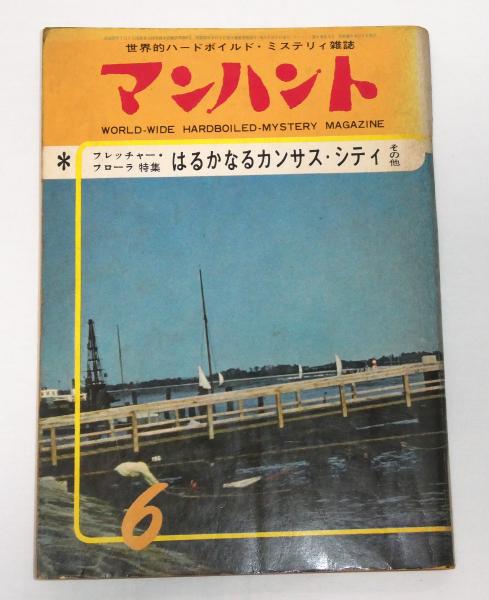 世界的ハードボイルド・ミステリィ雑誌
マンハント
WORLD-WIDE HARDBOILED-MYSTERY MAGAZINE
* フレッチャー・フローラ 特集 はるかなるカンサス・シティ その他
6